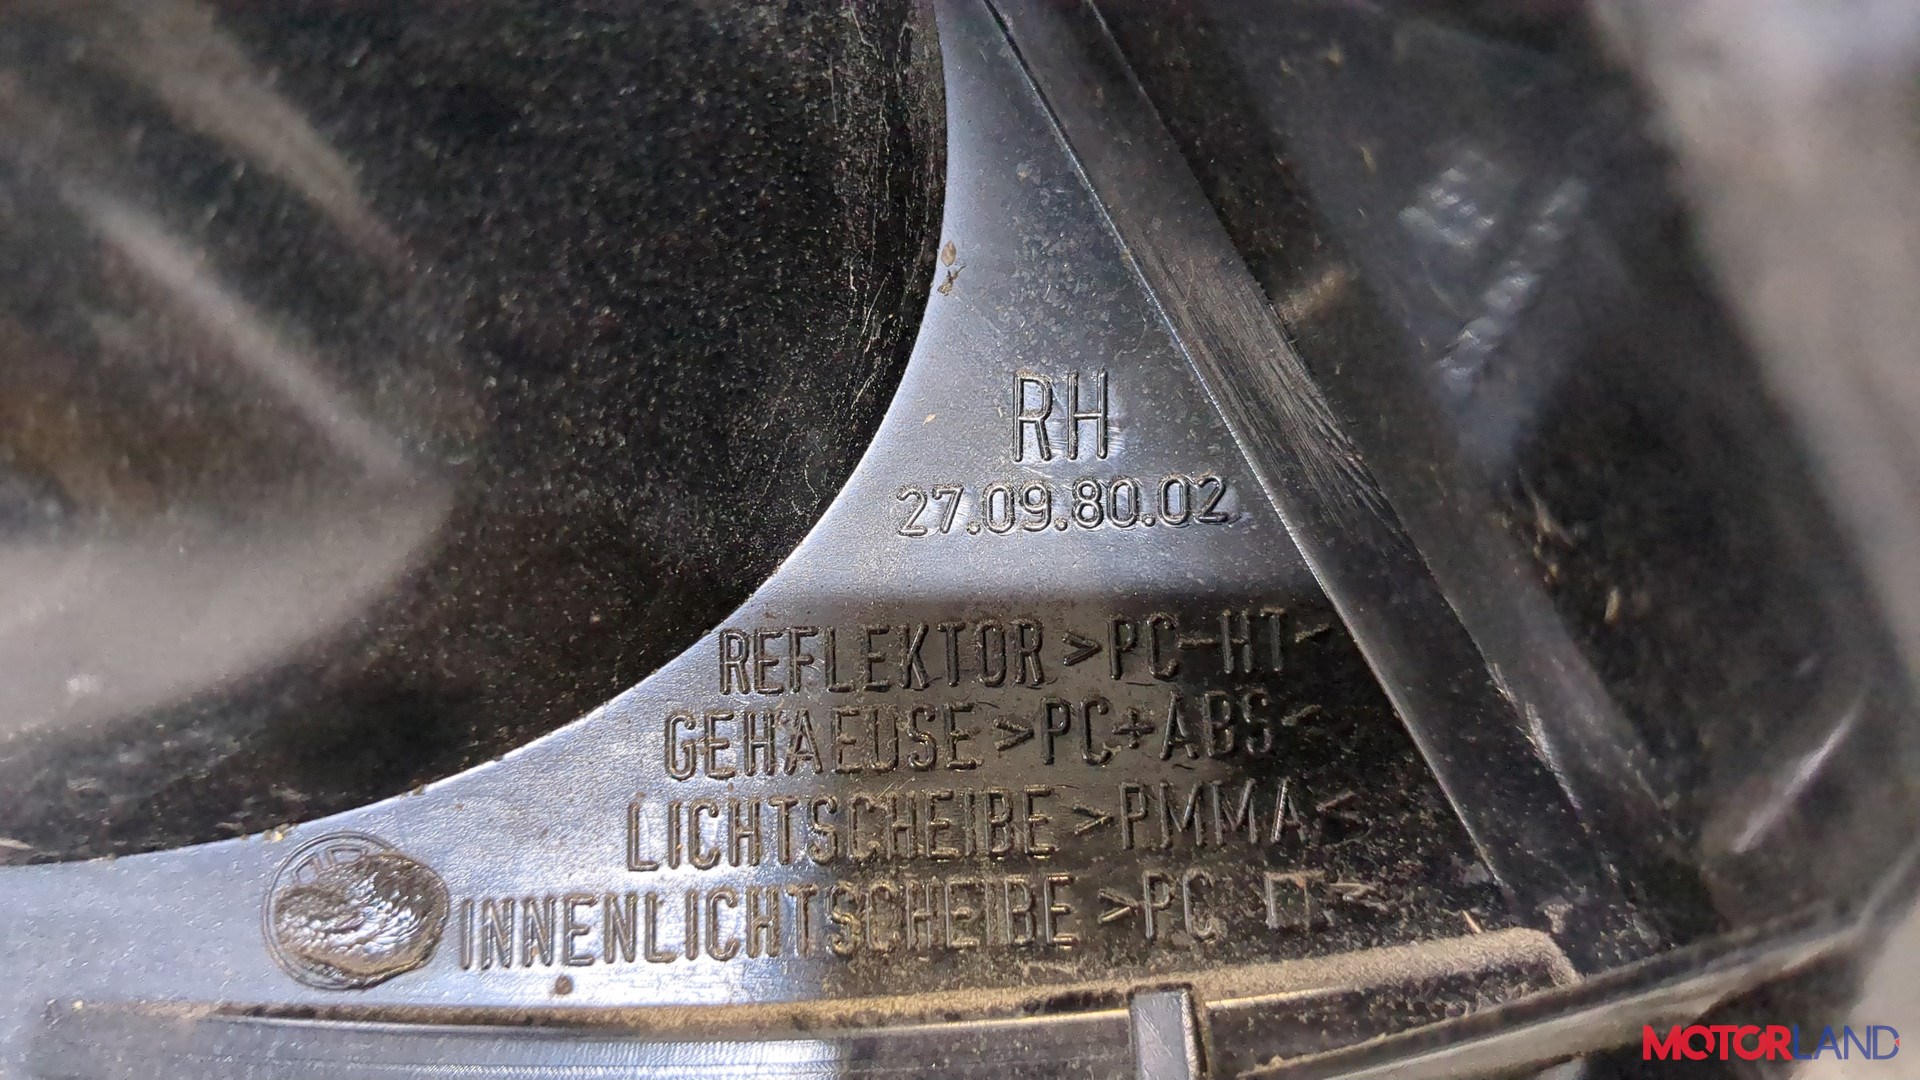 RH
27.09.80.02
REFLEKTOR >PC-HT<
GEHAEUSE >PC+ABS<
LICHTSCHEIBE >PMMA<
INNENLICHTSCHEIBE >PC
MOTORLAND